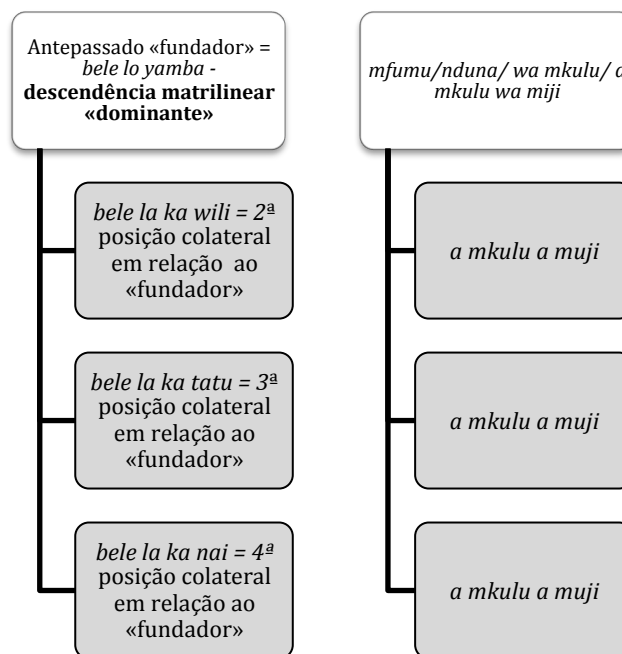 Antepassado «fundador» =
bele lo yamba -
descendência matrilinear
«dominante»
bele la ka wili = 2ª
posição colateral
em relação ao
«fundador»
bele la ka tatu = 3ª
posição colateral
em relação ao
«fundador»
bele la ka nai = 4ª
posição colateral
em relação ao
«fundador»
mfumu/nduna/ wa mkulu/ a
mkulu wa miji
a mkulu a muji
a mkulu a muji
a mkulu a muji